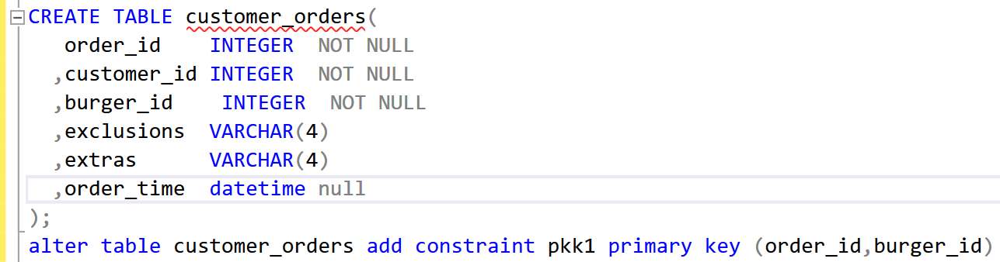 CREATE TABLE customer_orders(
   order_id    INTEGER  NOT NULL
  ,customer_id INTEGER  NOT NULL
  ,burger_id    INTEGER  NOT NULL
  ,exclusions  VARCHAR(4)
  ,extras      VARCHAR(4)
  ,order_time  datetime null
);
alter table customer_orders add constraint pkk1 primary key (order_id,burger_id)